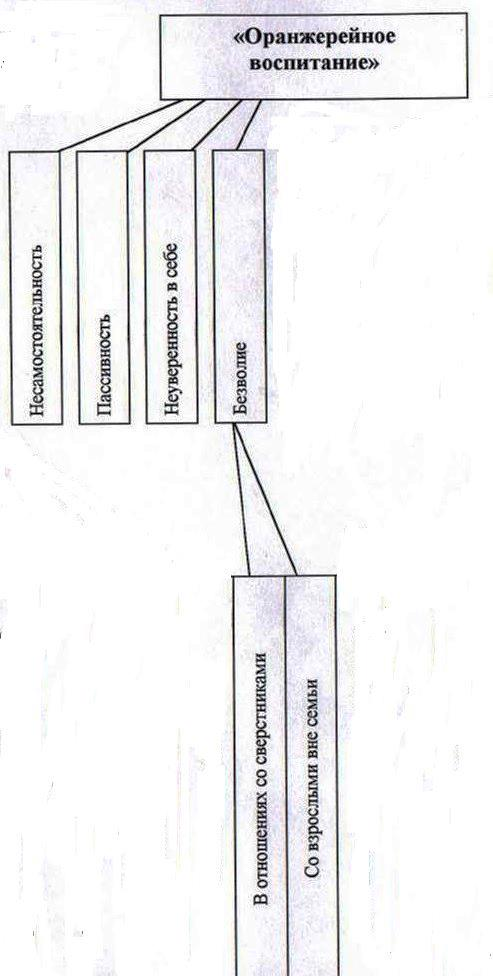 «Оранжерейное
воспитание»
Несамостоятельность
Пассивность
Неуверенность в себе
Безволие
В отношениях со сверстниками
Со взрослыми вне семьи